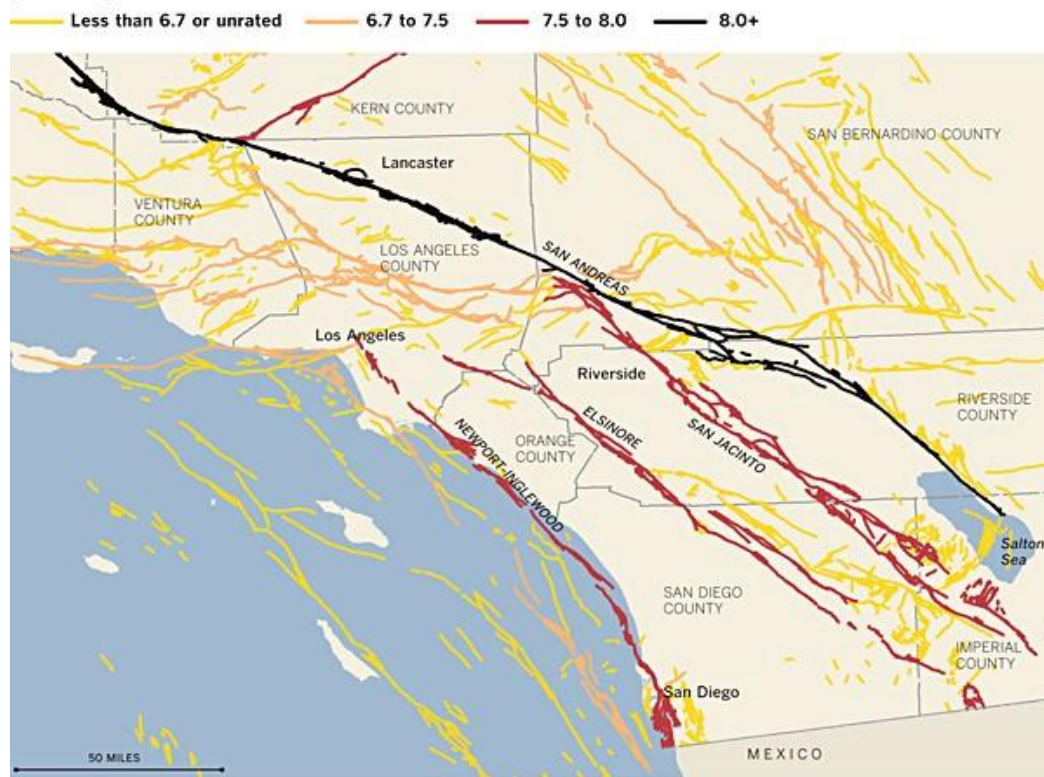 Less than 6.7 or unrated 6.7 to 7.5 7.5 to 8.0 8.0+
KERN COUNTY
SAN BERNARDINO COUNTY
Lancaster
VENTURA
COUNTY
LOS ANGELES
COUNTY
SAN ANDREAS
Los Angeles
Riverside
RIVERSIDE
COUNTY
ELSINORE
SAN JACINTO
NEWPORT-INGLEWOOD
ORANGE
COUNTY
Salton
Sea
SAN DIEGO
COUNTY
IMPERIAL
COUNTY
San Diego
MEXICO
50 MILES